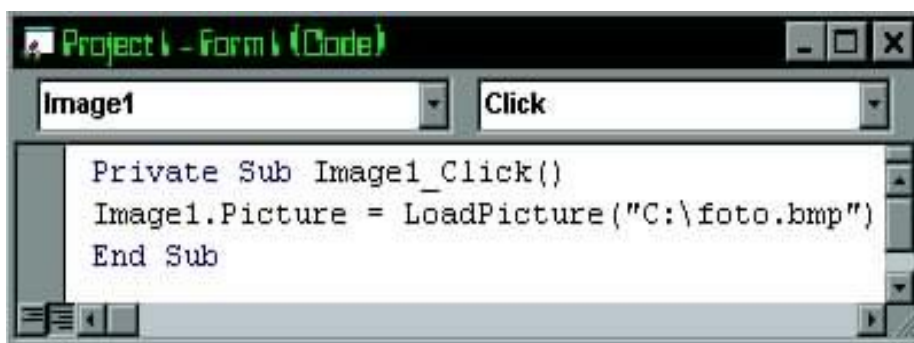 Project1 - Form1 (Code)
Image1 Click
Private Sub Image1_Click()
Image1.Picture = LoadPicture("C:\foto.bmp")
End Sub